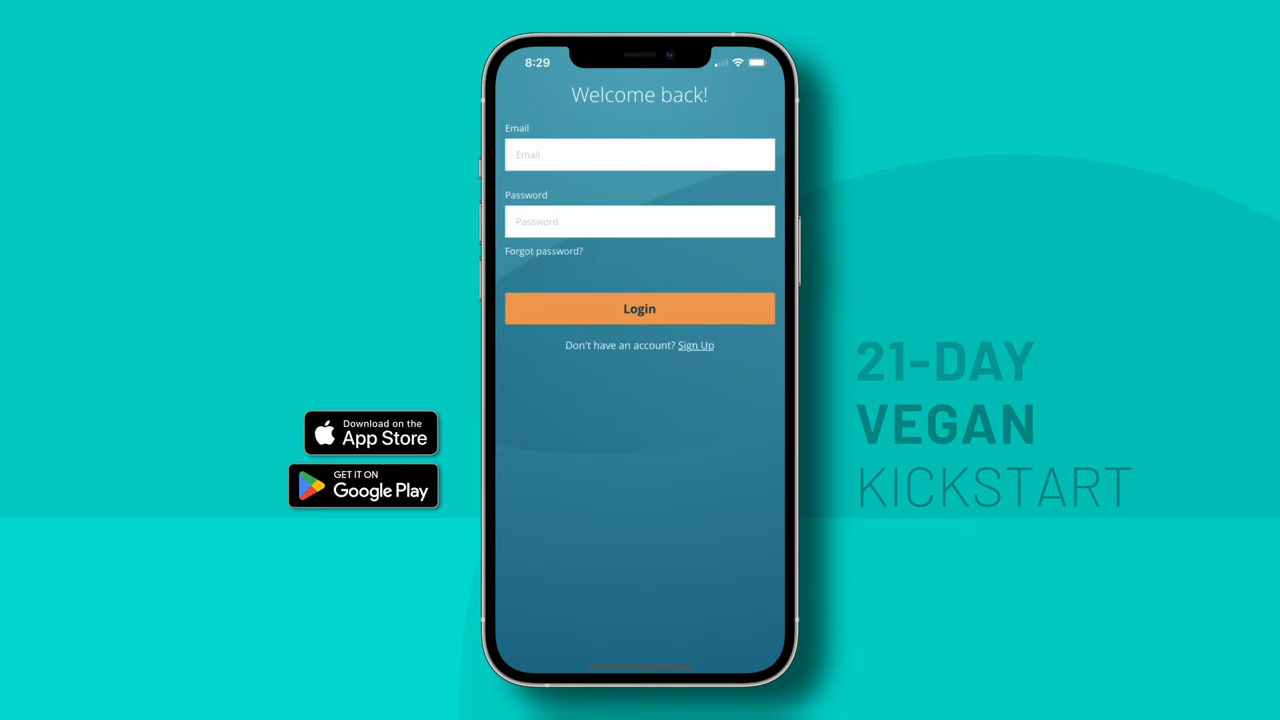 8:29
Welcome back!
Email
Email
Password
Password
Forgot password?
Login
Don't have an account? Sign Up
Download on the
App Store
GET IT ON
Google Play
21-DAY
VEGAN
KICKSTART